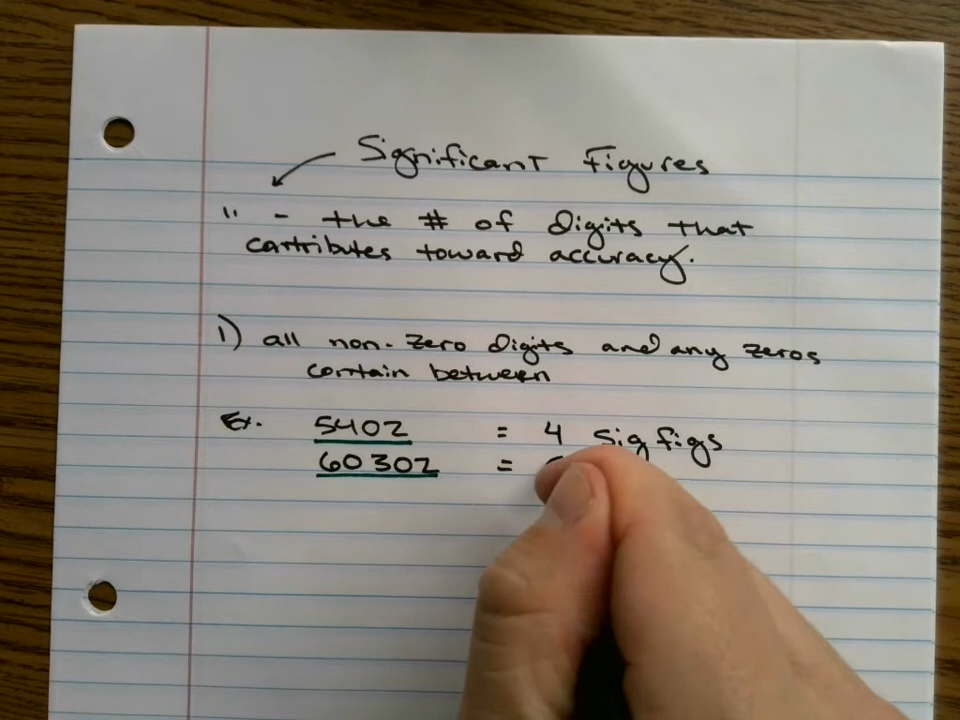 Significant Figures
" - the # of digits that
contributes toward accuracy.
1) all non-zero digits and any zeros
contain between
Ex. 5402 = 4 sig figs
60302 =